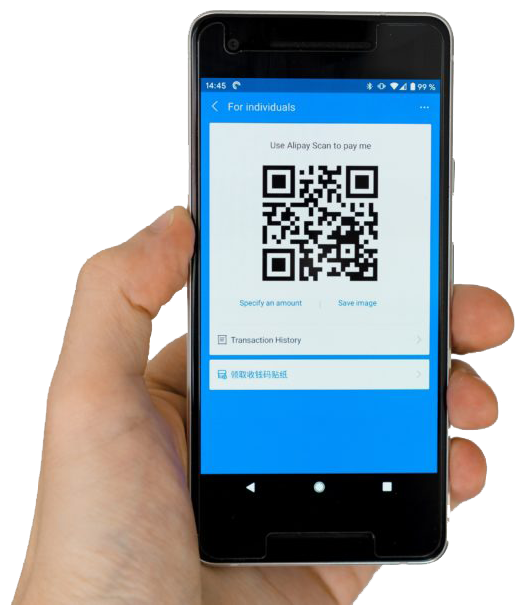 14:45 99 %
For individuals
Use Alipay Scan to pay me
Specify an amount | Save image
Transaction History
领取收钱码贴纸